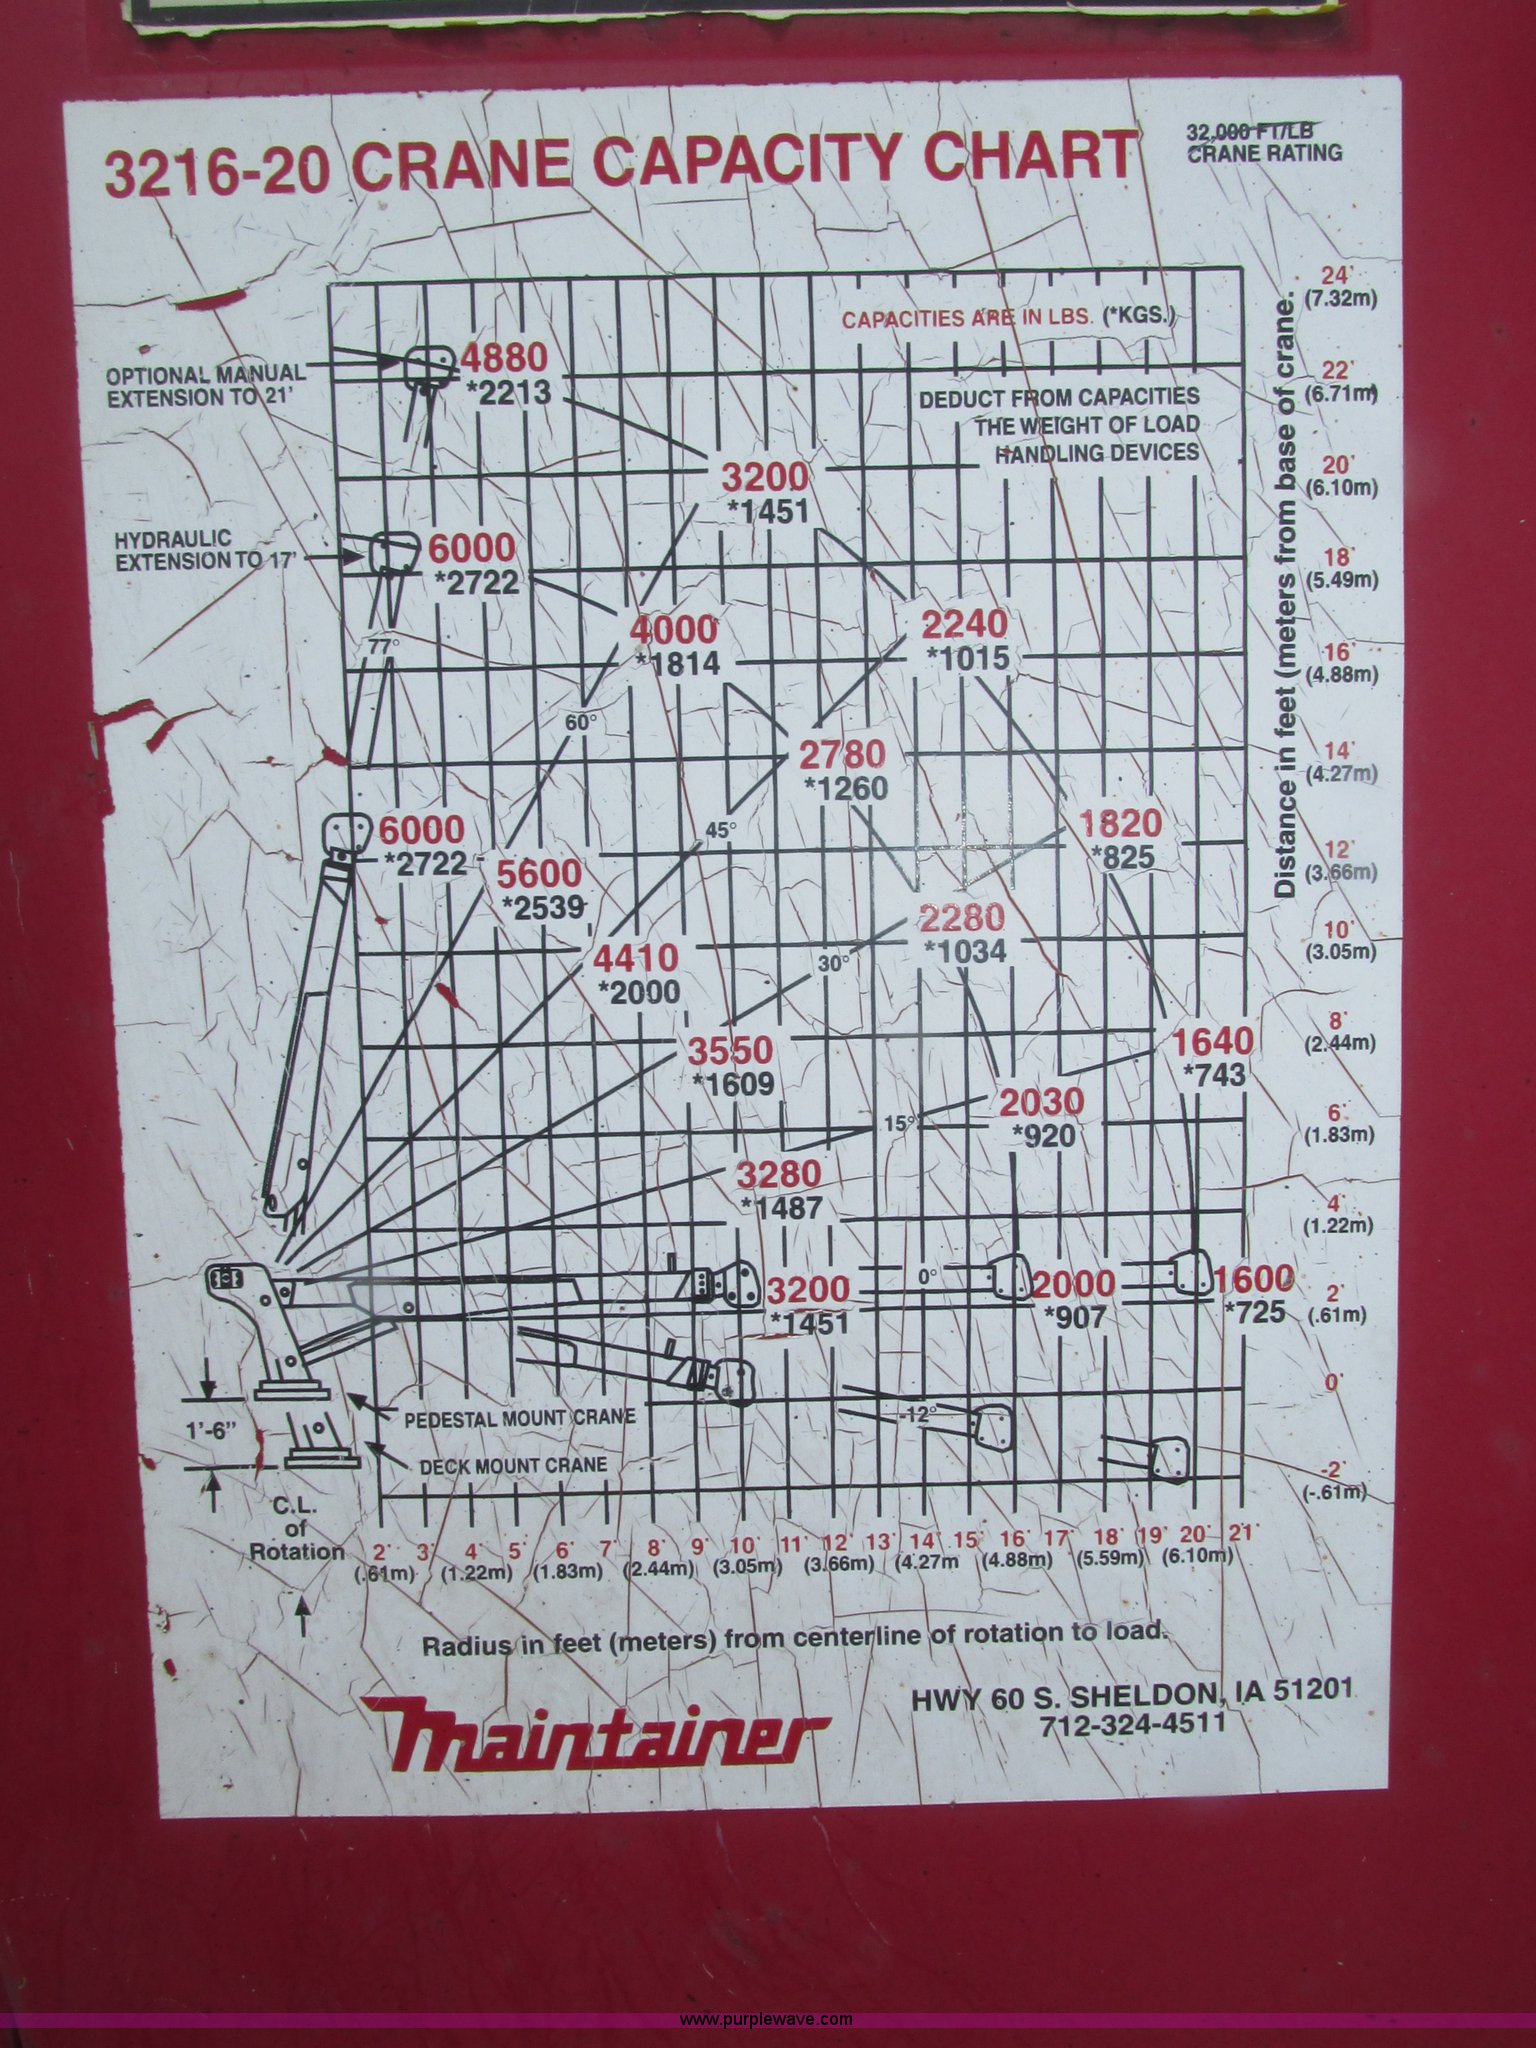 3216-20 CRANE CAPACITY CHART
32,000 FT/LB
CRANE RATING
CAPACITIES ARE IN LBS. (*KGS.)
DEDUCT FROM CAPACITIES
THE WEIGHT OF LOAD
HANDLING DEVICES
OPTIONAL MANUAL
EXTENSION TO 21'
4880
*2213
3200
*1451
HYDRAULIC
EXTENSION TO 17'
6000
*2722
77°
4000
*1814
2240
*1015
60°
2780
*1260
45°
6000
*2722
5600
*2539
1820
*825
4410
*2000
2280
*1034
30°
3550
*1609
1640
*743
2030
*920
15°
3280
*1487
3200
*1451
0°
2000
*907
1600
*725
-12°
PEDESTAL MOUNT CRANE
1'-6"
DECK MOUNT CRANE
24'
(7.32m)
22'
(6.71m)
20'
(6.10m)
18'
(5.49m)
16'
(4.88m)
14'
(4.27m)
12'
(3.66m)
10'
(3.05m)
8'
(2.44m)
6'
(1.83m)
4'
(1.22m)
2'
(.61m)
0'
-2'
(-.61m)
Distance in feet (meters from base of crane.
C.L.
of
Rotation
2' 3' 4' 5' 6' 7' 8' 9' 10' 11' 12' 13' 14' 15' 16' 17' 18' 19' 20' 21'
(.61m) (1.22m) (1.83m) (2.44m) (3.05m) (3.66m) (4.27m (4.88m) (5.59m) (6.10m)
Radius in feet (meters) from centerline of rotation to load.
Maintainer
HWY 60 S. SHELDON, IA 51201
712-324-4511
www.purplewave.com